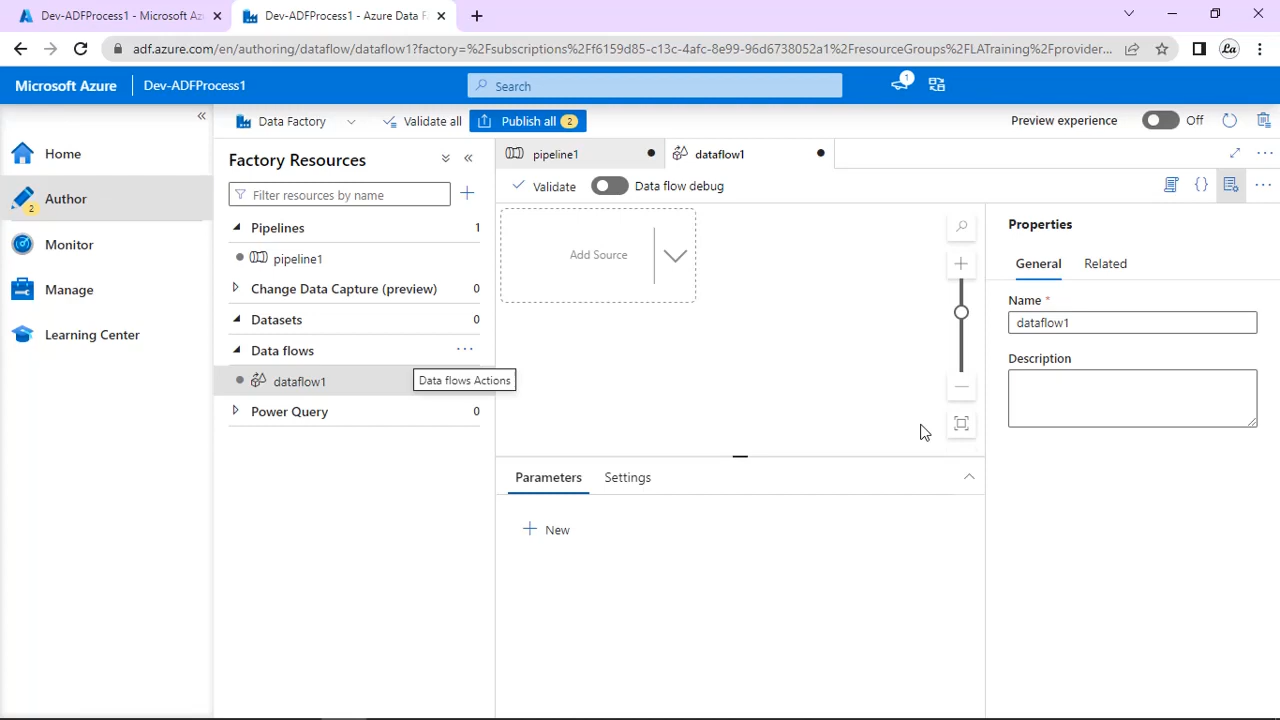 Dev-ADFProcess1 - Microsoft Az
Dev-ADFProcess1 - Azure Data F
adf.azure.com/en/authoring/dataflow/dataflow1?factory=%2Fsubscriptions%2Ff6159d85-c13c-4afc-8e99-96d6738052a1%2FresourceGroups%2FLATraining%2Fprovider...
La
Microsoft Azure
Dev-ADFProcess1
Search
1
Data Factory
Validate all
Publish all
2
Preview experience
Off
Home
Author
2
Monitor
Manage
Learning Center
Factory Resources
Filter resources by name
Pipelines
1
pipeline1
Change Data Capture (preview)
0
Datasets
0
Data flows
...
dataflow1
Data flows Actions
Power Query
0
pipeline1
dataflow1
Validate
Data flow debug
Add Source
Parameters
Settings
New
Properties
General
Related
Name *
dataflow1
Description